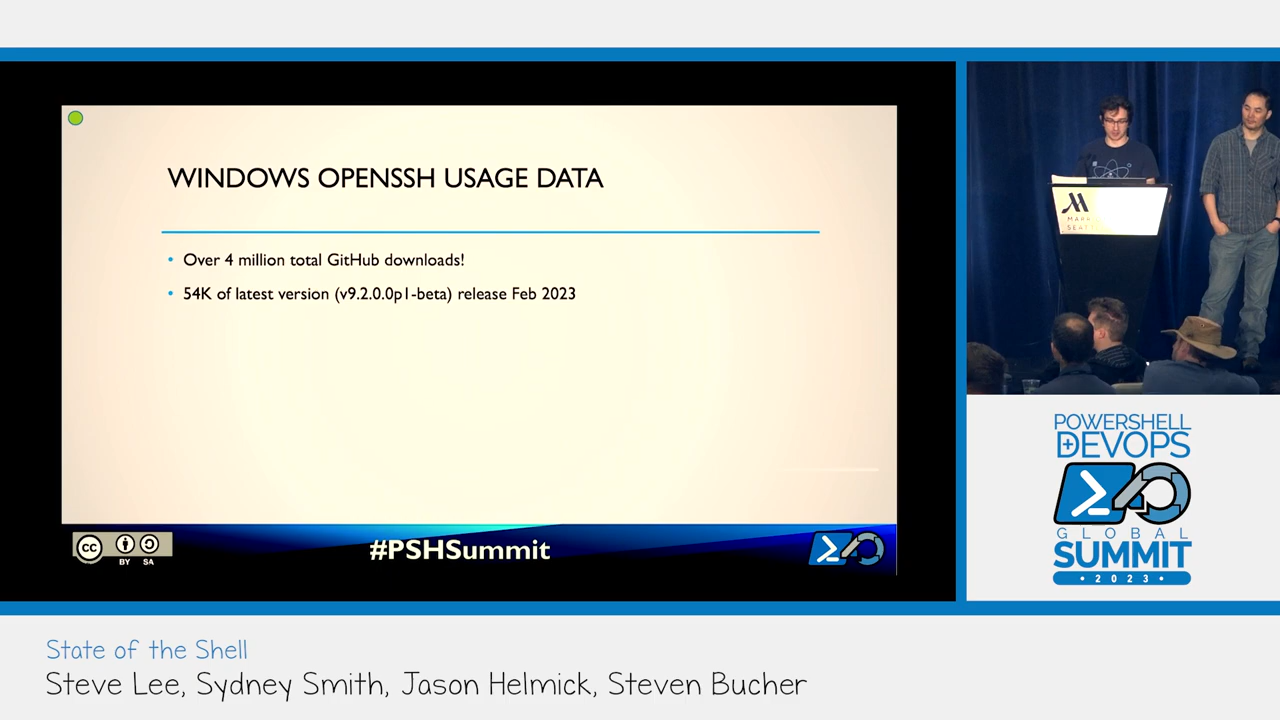 WINDOWS OPENSSH USAGE DATA
• Over 4 million total GitHub downloads!
• 54K of latest version (v9.2.0.0p1-beta) release Feb 2023
CC
BY SA
#PSHSummit
POWERSHELL
DEVOPS
GLOBAL
SUMMIT
• 2023 •
State of the Shell
Steve Lee, Sydney Smith, Jason Helmick, Steven Bucher